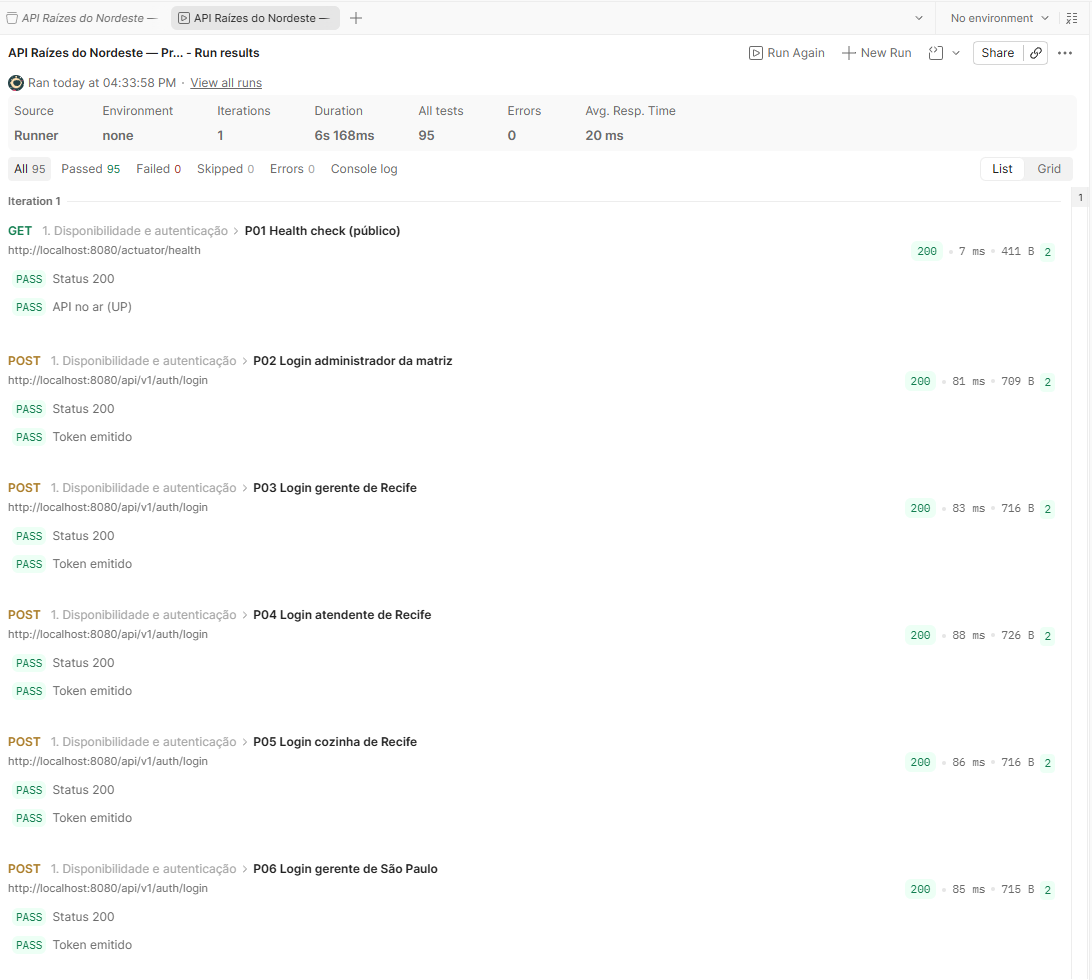 API Raízes do Nordeste —
API Raízes do Nordeste —
No environment
API Raízes do Nordeste — Pr... - Run results
Run Again
New Run
Share
Ran today at 04:33:58 PM · View all runs
Source Environment Iterations Duration All tests Errors Avg. Resp. Time
Runner none 1 6s 168ms 95 0 20 ms
All 95 Passed 95 Failed 0 Skipped 0 Errors 0 Console log
List Grid
Iteration 1
1
GET 1. Disponibilidade e autenticação > P01 Health check (público)
http://localhost:8080/actuator/health
200 • 7 ms • 411 B 2
PASS Status 200
PASS API no ar (UP)
POST 1. Disponibilidade e autenticação > P02 Login administrador da matriz
http://localhost:8080/api/v1/auth/login
200 • 81 ms • 709 B 2
PASS Status 200
PASS Token emitido
POST 1. Disponibilidade e autenticação > P03 Login gerente de Recife
http://localhost:8080/api/v1/auth/login
200 • 83 ms • 716 B 2
PASS Status 200
PASS Token emitido
POST 1. Disponibilidade e autenticação > P04 Login atendente de Recife
http://localhost:8080/api/v1/auth/login
200 • 88 ms • 726 B 2
PASS Status 200
PASS Token emitido
POST 1. Disponibilidade e autenticação > P05 Login cozinha de Recife
http://localhost:8080/api/v1/auth/login
200 • 86 ms • 716 B 2
PASS Status 200
PASS Token emitido
POST 1. Disponibilidade e autenticação > P06 Login gerente de São Paulo
http://localhost:8080/api/v1/auth/login
200 • 85 ms • 715 B 2
PASS Status 200
PASS Token emitido